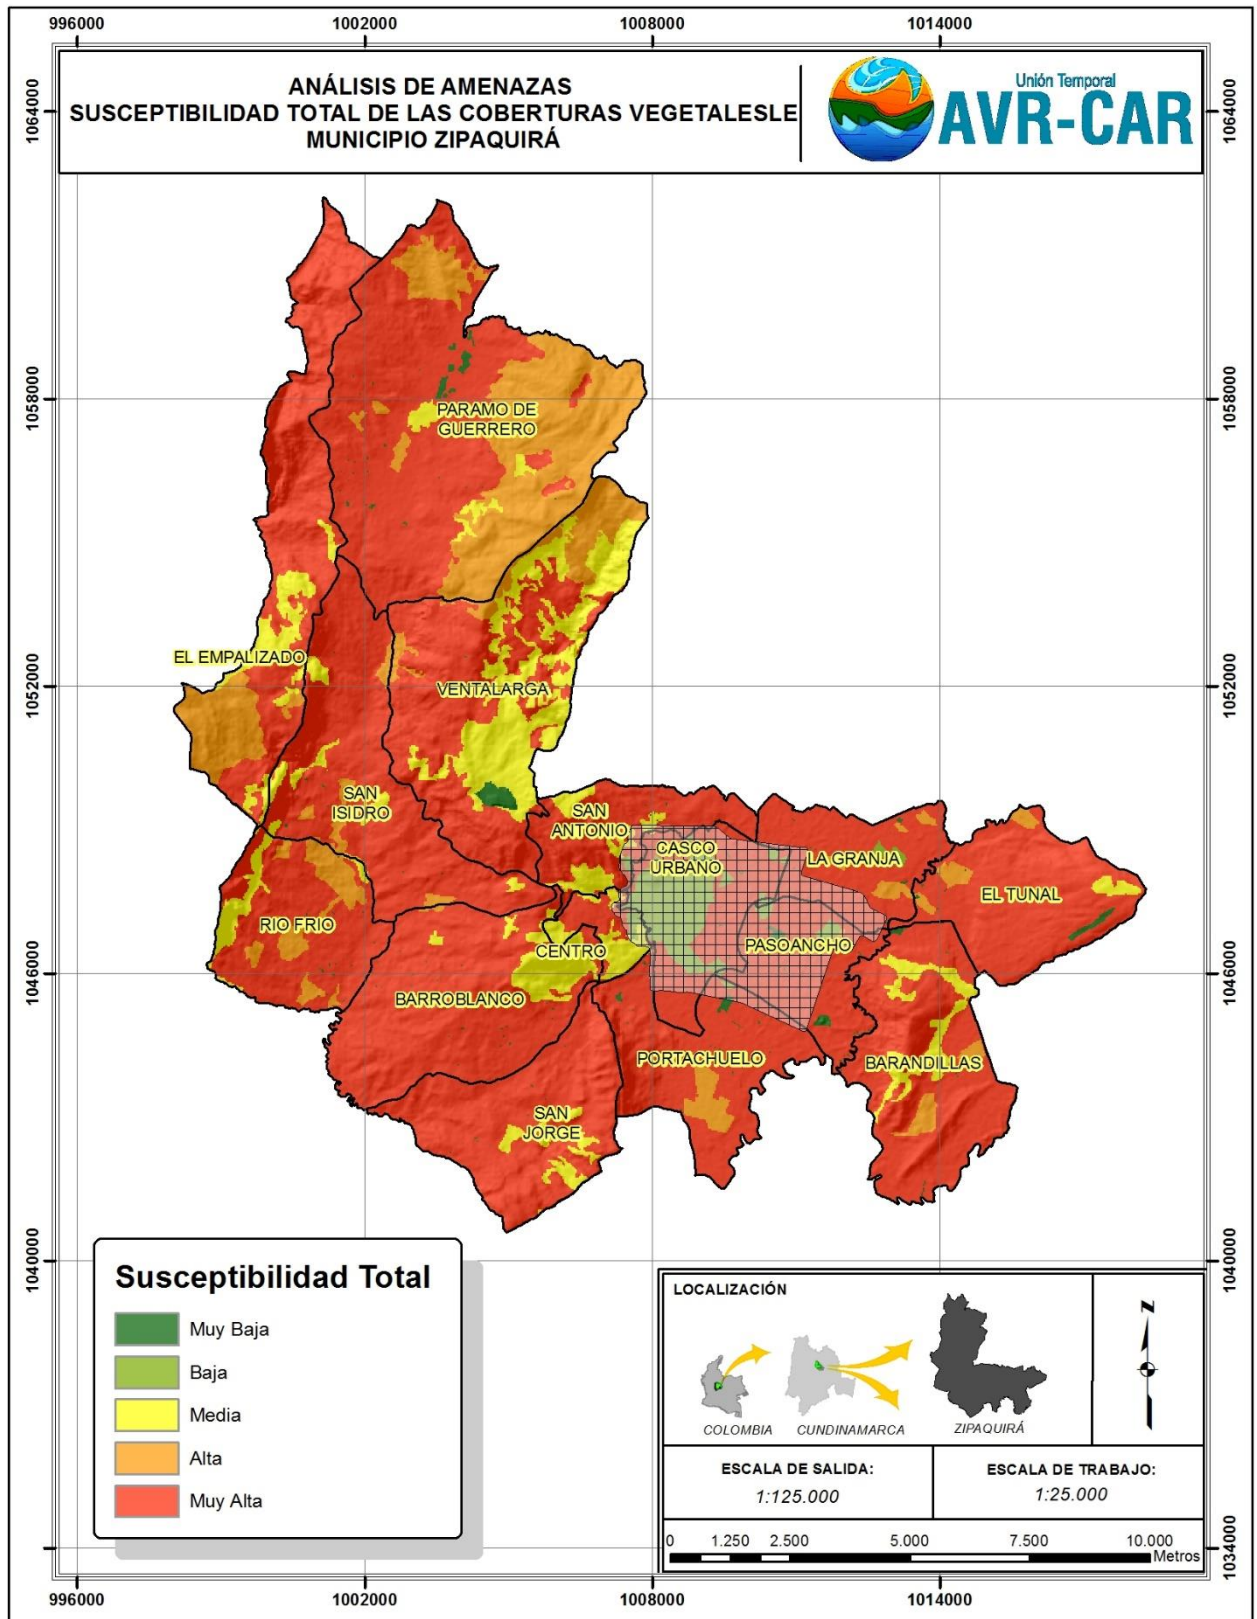 996000
1002000
1008000
1014000
ANÁLISIS DE AMENAZAS
SUSCEPTIBILIDAD TOTAL DE LAS COBERTURAS VEGETALESLE
MUNICIPIO ZIPAQUIRÁ
Unión Temporal
AVR-CAR
1064000
1064000
1058000
1058000
PARAMO DE
GUERRERO
EL EMPALIZADO
VENTALARGA
1052000
1052000
SAN
ISIDRO
SAN
ANTONIO
CASCO
URBANO
LA GRANJA
EL TUNAL
RIO FRIO
CENTRO
PASOANCHO
1046000
1046000
BARROBLANCO
PORTACHUELO
BARANDILLAS
SAN
JORGE
1040000
1040000
Susceptibilidad Total
Muy Baja
Baja
Media
Alta
Muy Alta
LOCALIZACIÓN
N
COLOMBIA
CUNDINAMARCA
ZIPAQUIRÁ
ESCALA DE SALIDA:
1:125.000
ESCALA DE TRABAJO:
1:25.000
0 1.250 2.500 5.000 7.500 10.000
Metros
1034000
996000
1002000
1008000
1014000